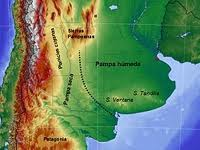 Sierras
Pampeanas
Pampa húmeda
Pampa seca
S. Tandilia
S. Ventana
Patagonia